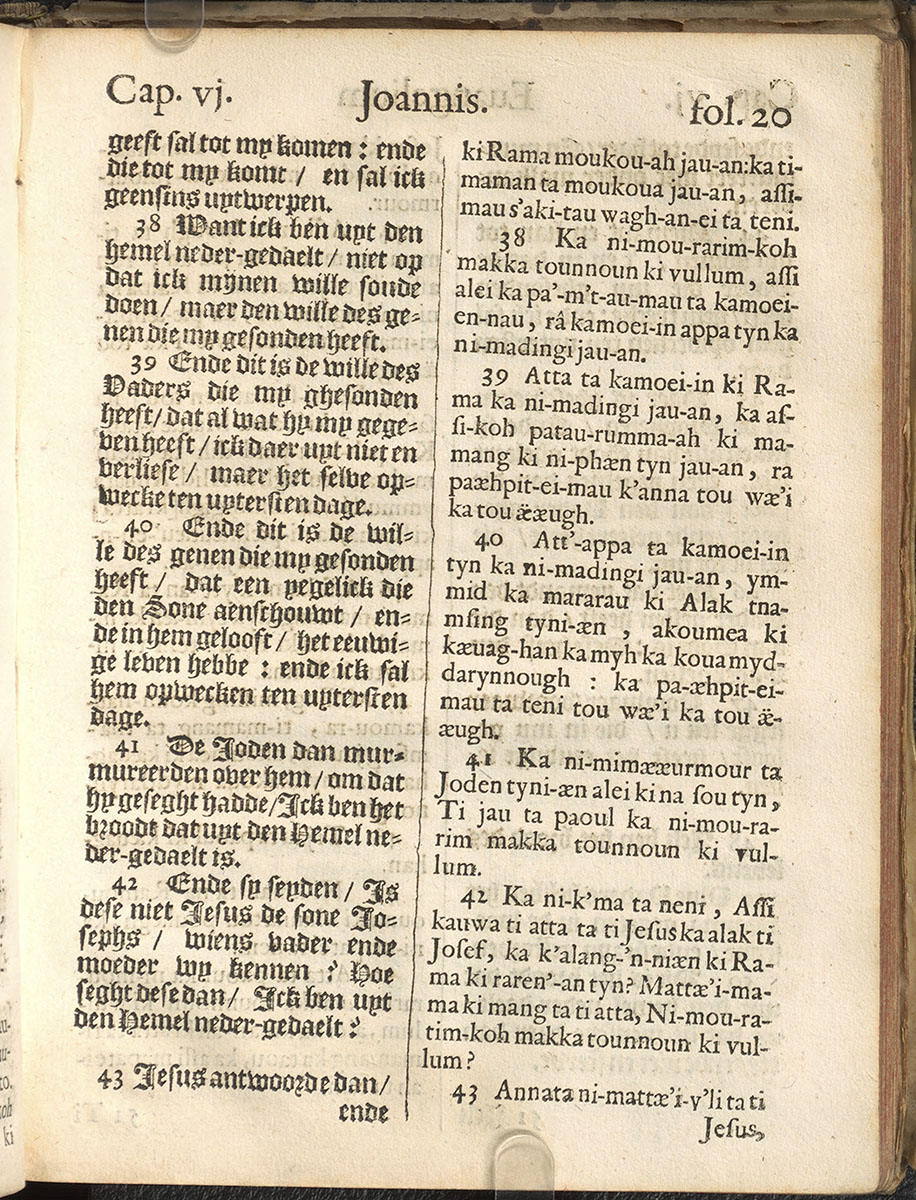 Cap. vj.
Joannis.
fol. 20
geeft sal tot my komen : ende
die tot my komt / en sal ick
geensins uytwerpen.
38 Want ick ben uyt den
hemel neder-gedaelt / niet op
dat ick mijnen wille soude
doen / maer den wille des ge-
nen die my gesonden heeft.
39 Ende dit is de wille des
Vaders die my ghesonden
heeft / dat al wat hy my gege-
ven heeft / ick daer uyt niet en
verliese / maer het selve op-
wecke ten uytersten dage.
40 Ende dit is de wil-
le des genen die my gesonden
heeft / dat een yegelick die
den Sone aenschouwt / en-
de in hem gelooft / het eeuwi-
ge leven hebbe : ende ick sal
hem opwecken ten uytersten
dage.
41 De Joden dan mur-
mureerden over hem / om dat
hy geseght hadde / Ick ben het
broodt dat uyt den Hemel ne-
der-gedaelt is.
42 Ende sy seyden / Is
dese niet Jesus de sone Jo-
sephs / wiens vader ende
moeder wy kennen ? Hoe
seght dese dan / Ick ben uyt
den Hemel neder-gedaelt ?
43 Jesus antwoorde dan /
ende
ki Rama moukou-ah jau-an: ka ti-
maman ta moukoua jau-an, aſſi-
mau s'aki-tau wagh-an-ei ta teni.
38 Ka ni-mou-rarim-koh
makka tounnoun ki vullum, aſſi
alei ka pa'-m't-au-mau ta kamoei-
en-nau, râ kamoei-in appa tyn ka
ni-madingi jau-an.
39 Atta ta kamoei-in ki Ra-
ma ka ni-madingi jau-an, ka aſ-
ſi-koh patau-rumma-ah ki ma-
mang ki ni-phæn tyn jau-an, ra
paæhpit-ei-mau k'anna tou wæ'i
ka tou æ̈æugh.
40 Att'-appa ta kamoei-in
tyn ka ni-madingi jau-an, ym-
mid ka mararau ki Alak tna-
mſing tyni-æn, akoumea ki
kæuag-han ka myh ka koua myd-
darynnough : ka pa-æhpit-ei-
mau ta teni tou wæ'i ka tou æ̈-
æugh.
41 Ka ni-mimææurmour ta
Joden tyni-æn alei ki na ſou tyn,
Ti jau ta paoul ka ni-mou-ra-
rim makka tounnoun ki vul-
lum.
42 Ka ni-k'ma ta neni, Aſſi
kauwa ti atta ta ti Jeſus ka alak ti
Joſef, ka k'alang-'n-niæn ki Ra-
ma ki raren'-an tyn? Mattæ'i-ma-
ma ki mang ta ti atta, Ni-mou-ra-
tim-koh makka tounnoun ki vul-
lum?
43 Annata ni-mattæ'i-v'li ta ti
Jeſus,